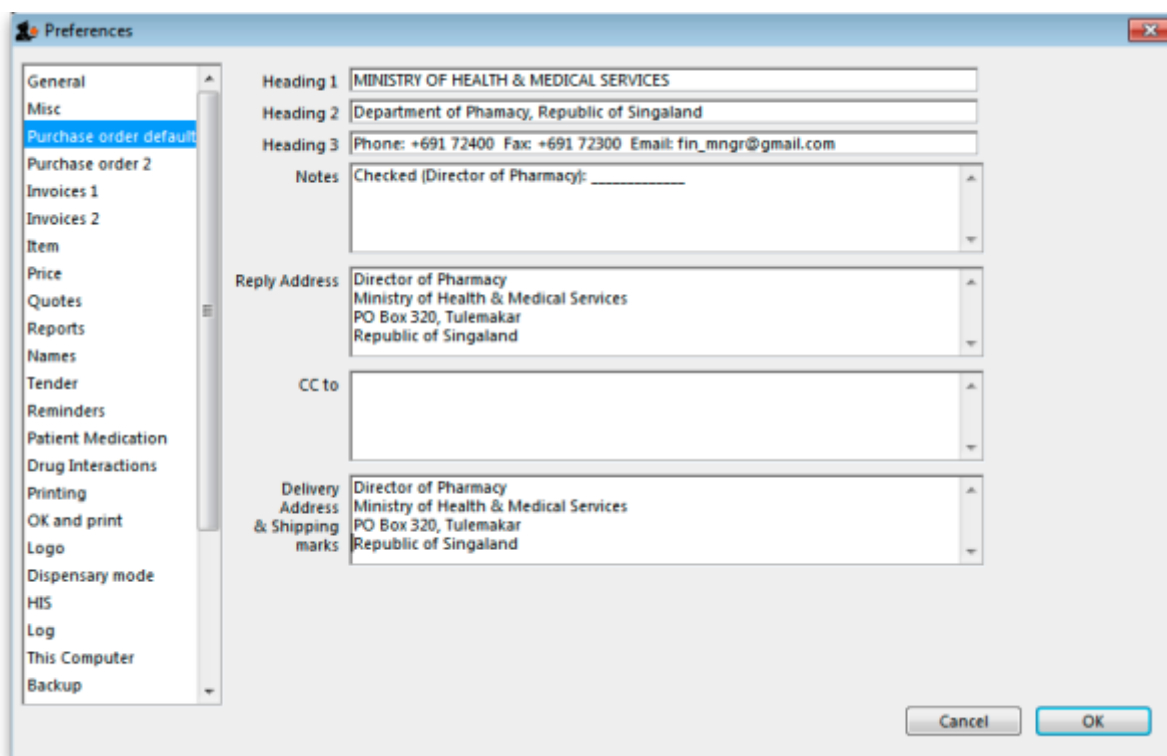 Preferences
General
Misc
Purchase order default
Purchase order 2
Invoices 1
Invoices 2
Item
Price
Quotes
Reports
Names
Tender
Reminders
Patient Medication
Drug Interactions
Printing
OK and print
Logo
Dispensary mode
HIS
Log
This Computer
Backup
Heading 1 MINISTRY OF HEALTH & MEDICAL SERVICES
Heading 2 Department of Phamacy, Republic of Singaland
Heading 3 Phone: +691 72400 Fax: +691 72300 Email: fin_mngr@gmail.com
Notes Checked (Director of Pharmacy): _____________
Reply Address Director of Pharmacy
Ministry of Health & Medical Services
PO Box 320, Tulemakar
Republic of Singaland
CC to
Delivery Director of Pharmacy
Address Ministry of Health & Medical Services
& Shipping PO Box 320, Tulemakar
marks Republic of Singaland
Cancel OK